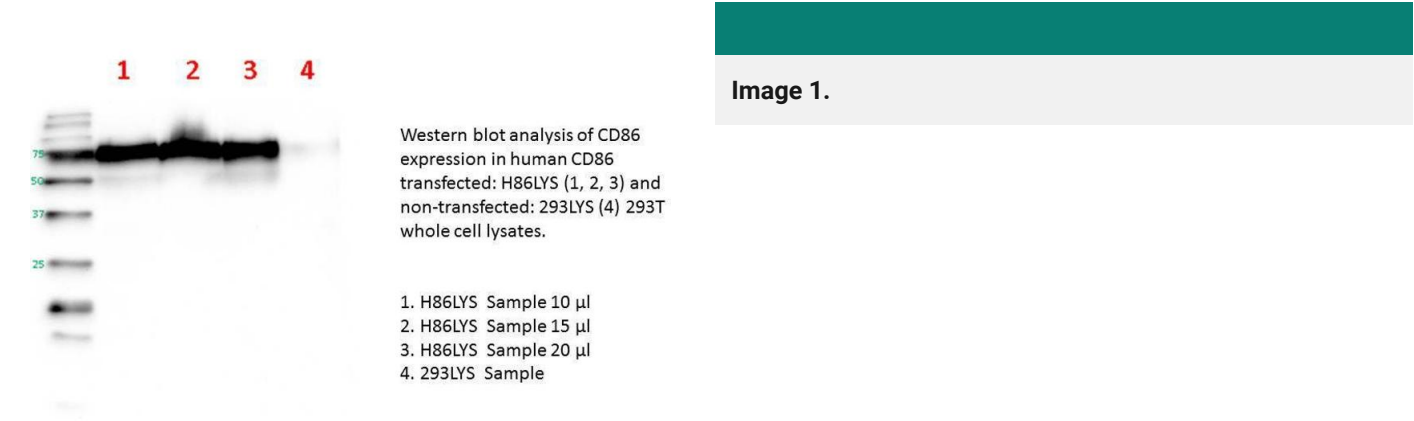 1 2 3 4
75
50
37
25
Western blot analysis of CD86
expression in human CD86
transfected: H86LYS (1, 2, 3) and
non-transfected: 293LYS (4) 293T
whole cell lysates.
1. H86LYS Sample 10 µl
2. H86LYS Sample 15 µl
3. H86LYS Sample 20 µl
4. 293LYS Sample
Image 1.